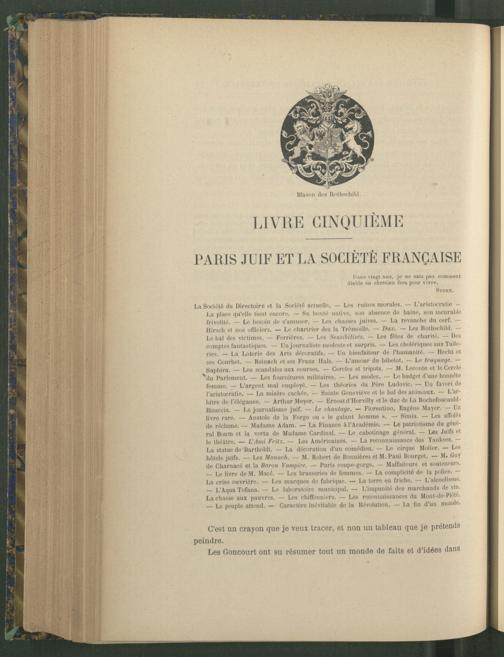 Blason des Rothschild.
LIVRE CINQUIÈME
PARIS JUIF ET LA SOCIÉTÉ FRANÇAISE
Dans vingt ans, je ne sais pas comment
diable un chrétien fera pour vivre.
La Société du Directoire et la Société actuelle. — Les ruines morales. — L'aristocratie —
La place qu'elle tient encore. — Sa bonté native, son absence de haine, son incurable
frivolité. — Le besoin de s'amuser. — Les chasses juives. — La revanche du cerf. —
Hirsch et nos officiers. — Le chartrier des la Trémoille. — Dax. — Les Rothschild. —
Le bal des victimes. — Ferrières. — Les Sensibilités. — Les fêtes de charité. — Des
comptes fantastiques. — Un journaliste modeste et surpris. — Les cholériques aux Tuile-
ries. — La Loterie des Arts décoratifs. — Un bienfaiteur de l'humanité. — Hecht et
ses Courbet. — Reinach et ses Franz Hals. — L'amour du bibelot. — Le truquage. —
Saphira. — Les scandales aux courses. — Cercles et tripots. — M. Lecomte et le Cercle
du Parlement. — Les fournitures militaires. — Les modes. — Le budget d'une honnête
femme. — L'argent mal employé. — Les théories du Père Ludovic. — Un favori de
l'aristocratie. — La misère cachée. — Sainte Geneviève et le bal des animaux. — L'ar-
bitre de l'élégance. — Arthur Meyer. — Ernest d'Hervilly et le duc de La Rochefoucauld-
Bisaccia. — Le journalisme juif. — Le chantage. — Fiorentino, Eugène Mayer. — Un
livre rare. — Anatole de la Forge ou « le galant homme ». — Simia. — Les affaires
de réclame. — Madame Adam. — La Finance à l'Académie. — Le patriotisme du géné-
ral Boum et la vertu de Madame Cardinal. — Le cabotinage général. — Les Juifs et
le théâtre. — L'Ami Fritz. — Les Américaines. — La reconnaissance des Yankees. —
La statue de Bartholdi. — La décoration d'un comédien. — Le cirque Molier. — Les
hôtels juifs. — Les Monach. — M. Robert de Bonnières et M. Paul Bourget. — M. Guy
de Charnacé et le Baron Vampire. — Paris coupe-gorge. — Malfaiteurs et souteneurs.
— Le livre de M. Macé. — Les brasseries de femmes. — La complicité de la police. —
La crise ouvrière. — Les marques de fabrique. — La terre en friche. — L'alcoolisme.
— L'Aqua Tofana. — Le laboratoire municipal. — L'impunité des marchands de vin.
La chasse aux pauvres. — Les chiffonniers. — Les reconnaissances du Mont-de-Piété.
— Le peuple attend. — Caractère inévitable de la Révolution. — La fin d'un monde.
C'est un crayon que je veux tracer, et non un tableau que je prétends
peindre.
Les Goncourt ont su résumer tout un monde de faits et d'idées dans